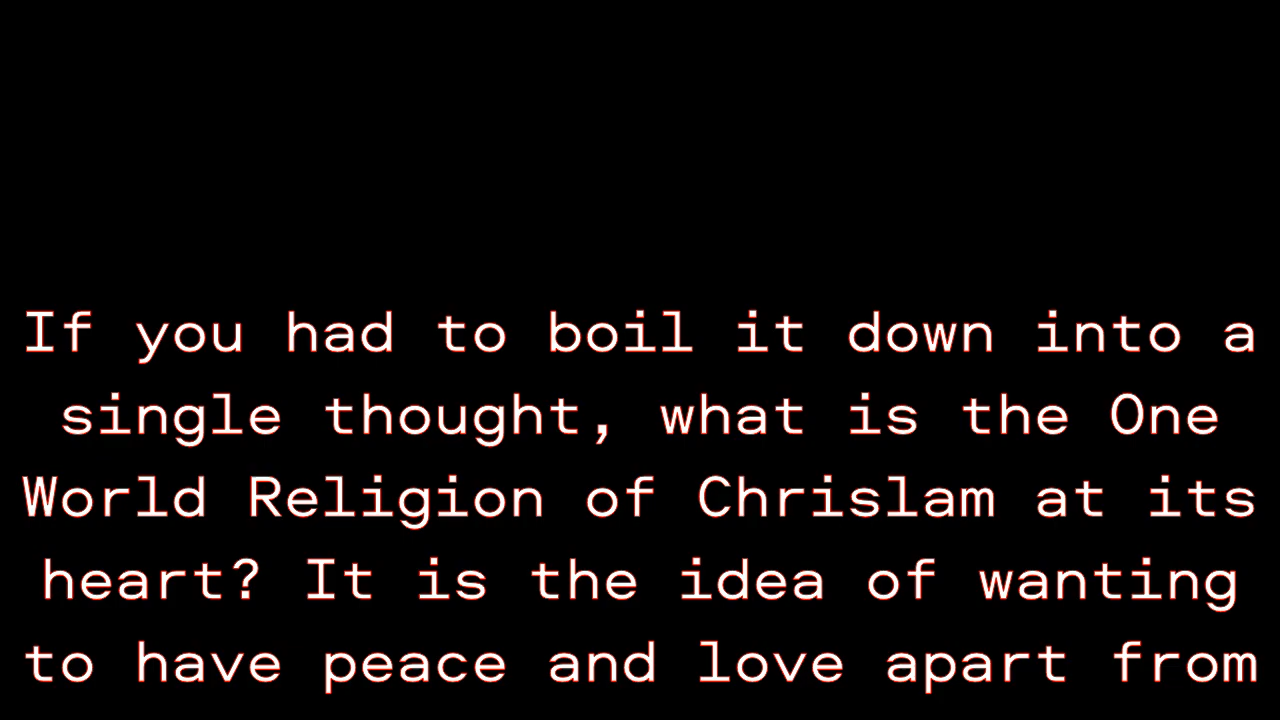 If you had to boil it down into a
single thought, what is the One
World Religion of Chrislam at its
heart? It is the idea of wanting
to have peace and love apart from